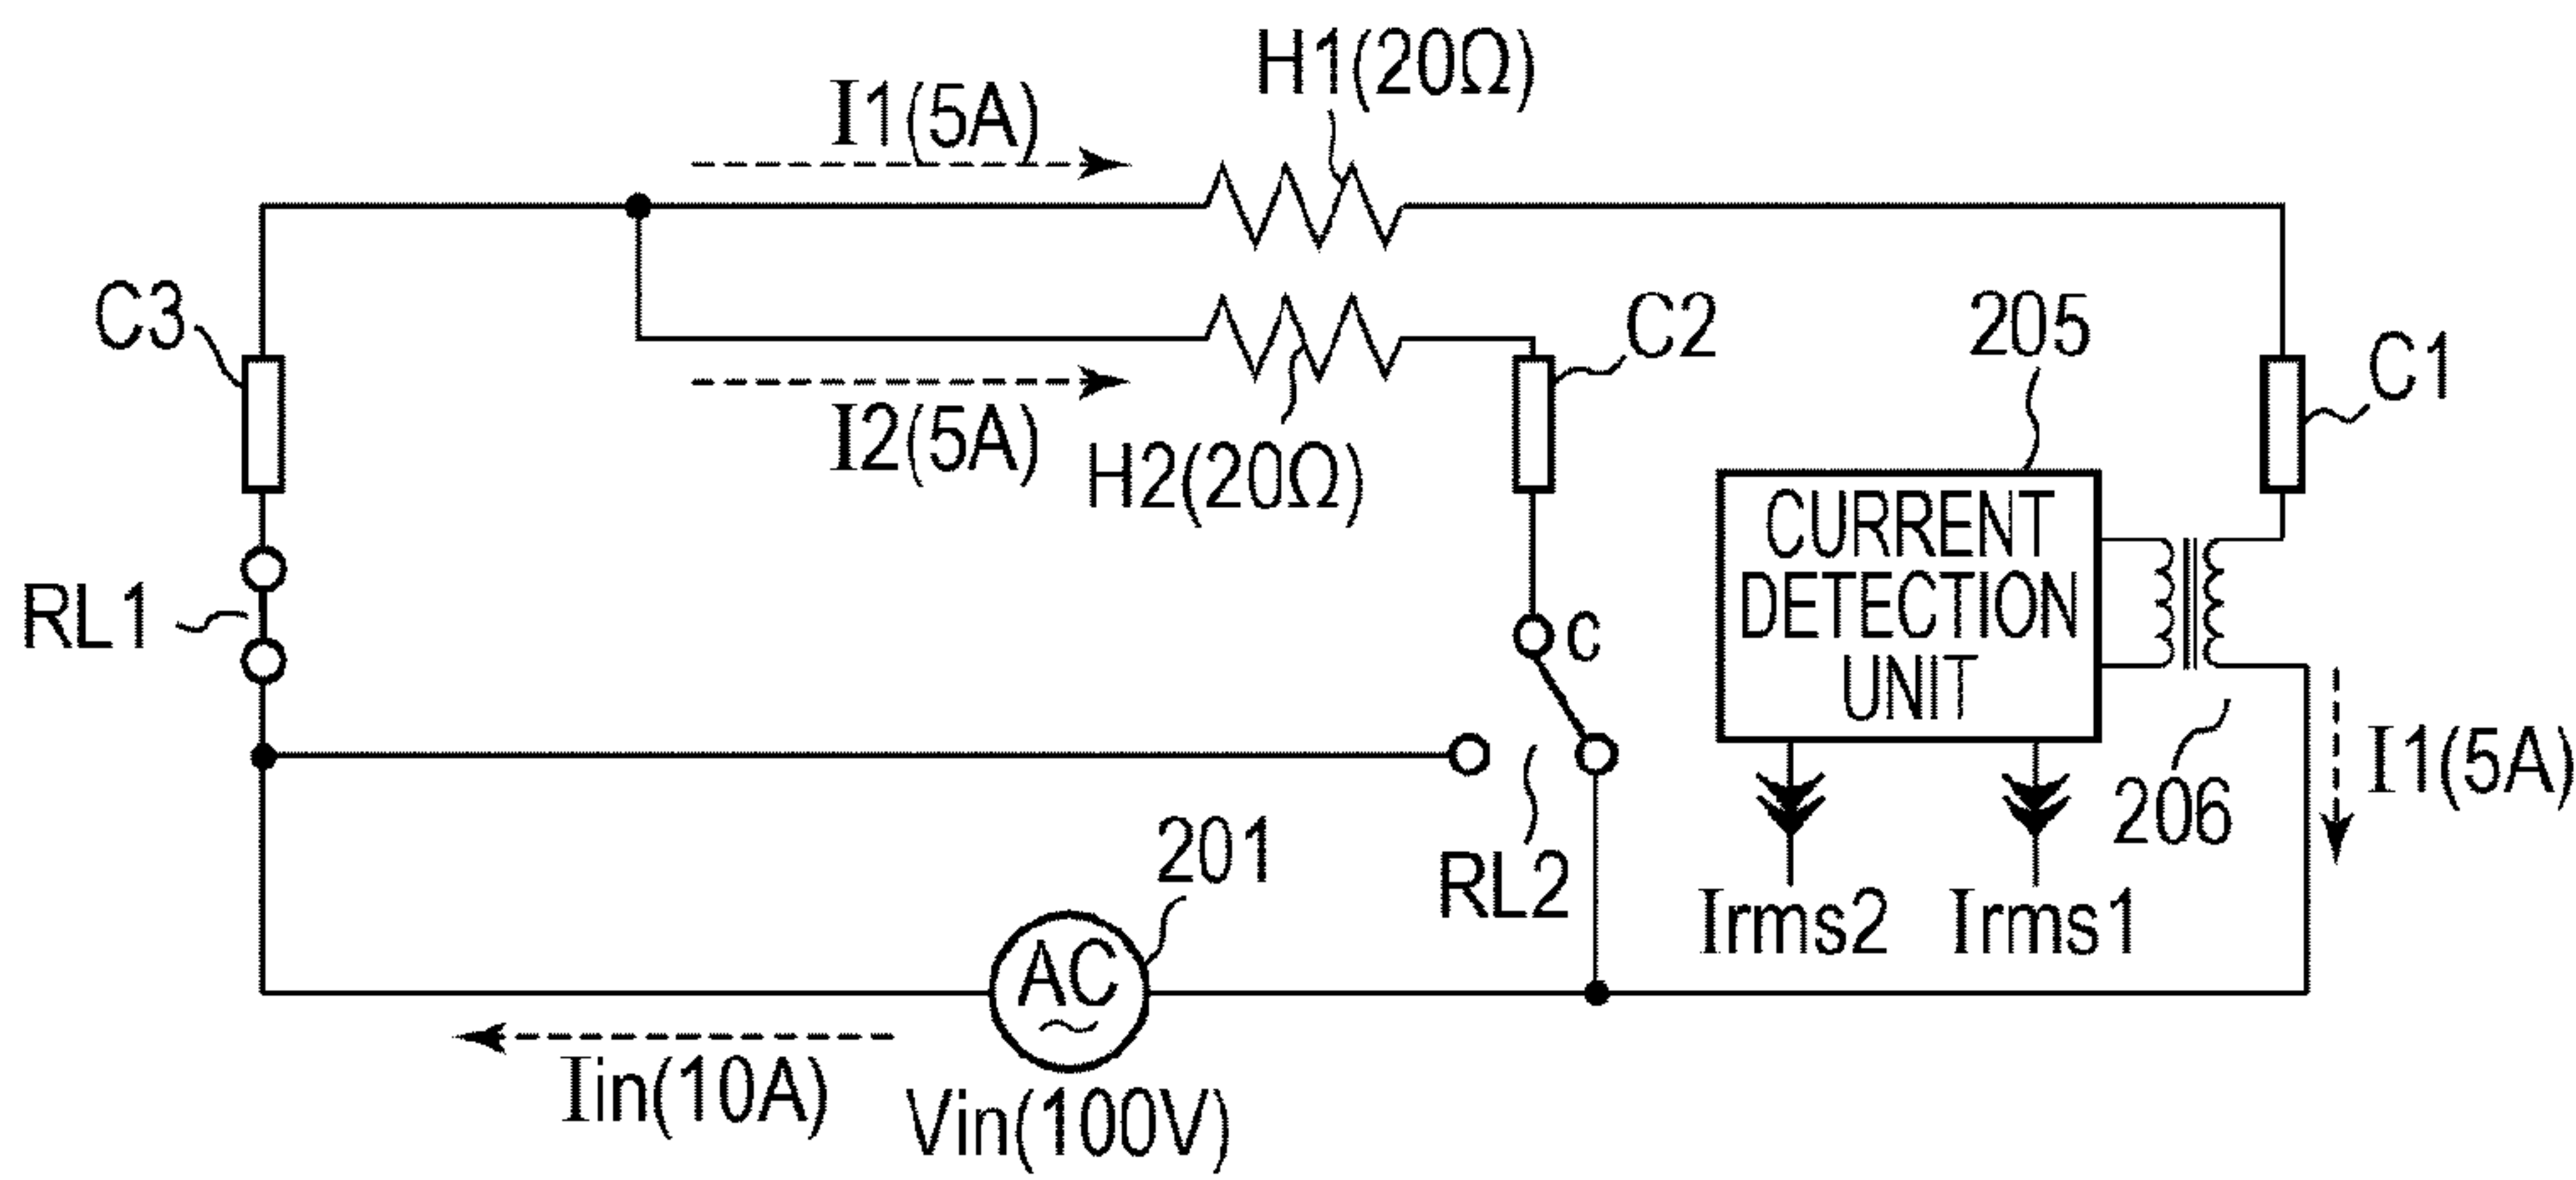 H1(20Ω)
I1(5A)
C3
I2(5A)
H2(20Ω)
C2
205
C1
CURRENT
DETECTION
UNIT
RL1
c
206
I1(5A)
RL2
201
Irms2
Irms1
AC
Iin(10A)
Vin(100V)